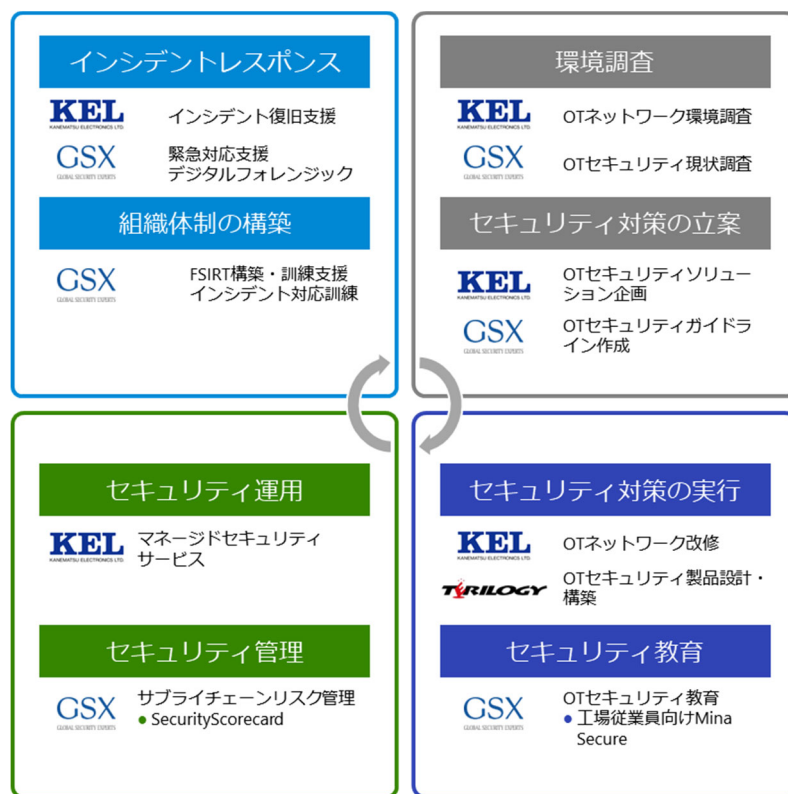 インシデントレスポンス
KEL
KANEMATSU ELECTRONICS LTD.
インシデント復旧支援
GSX
GLOBAL SECURITY EXPERTS
緊急対応支援
デジタルフォレンジック
組織体制の構築
GSX
GLOBAL SECURITY EXPERTS
FSIRT構築・訓練支援
インシデント対応訓練
環境調査
KEL
KANEMATSU ELECTRONICS LTD.
OTネットワーク環境調査
GSX
GLOBAL SECURITY EXPERTS
OTセキュリティ現状調査
セキュリティ対策の立案
KEL
KANEMATSU ELECTRONICS LTD.
OTセキュリティソリュー
ション企画
GSX
GLOBAL SECURITY EXPERTS
OTセキュリティガイドラ
イン作成
セキュリティ運用
KEL
KANEMATSU ELECTRONICS LTD.
マネージドセキュリティ
サービス
セキュリティ管理
GSX
GLOBAL SECURITY EXPERTS
サプライチェーンリスク管理
● SecurityScorecard
セキュリティ対策の実行
KEL
KANEMATSU ELECTRONICS LTD.
OTネットワーク改修
TERILOGY
OTセキュリティ製品設計・
構築
セキュリティ教育
GSX
GLOBAL SECURITY EXPERTS
OTセキュリティ教育
● 工場従業員向けMina
Secure